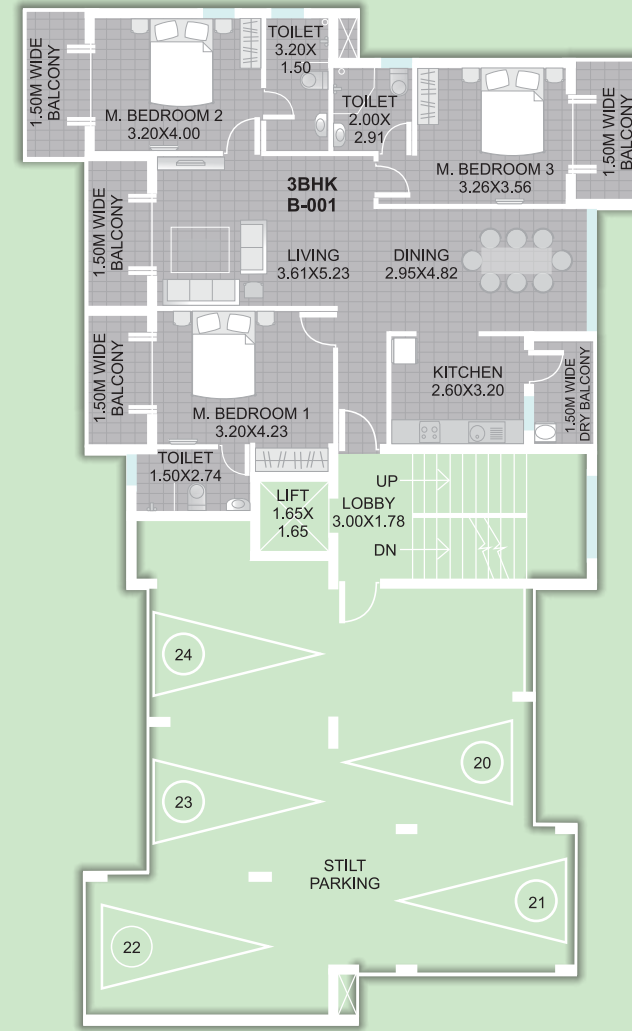 1.50M WIDE
BALCONY
M. BEDROOM 2
3.20X4.00
TOILET
3.20X
1.50
TOILET
2.00X
2.91
M. BEDROOM 3
3.26X3.56
1.50M WIDE
BALCONY
3BHK
B-001
1.50M WIDE
BALCONY
LIVING
3.61X5.23
DINING
2.95X4.82
1.50M WIDE
BALCONY
M. BEDROOM 1
3.20X4.23
KITCHEN
2.60X3.20
1.50M WIDE
DRY BALCONY
TOILET
1.50X2.74
LIFT
1.65X
1.65
LOBBY
3.00X1.78
UP
DN
24
20
23
STILT
PARKING
21
22